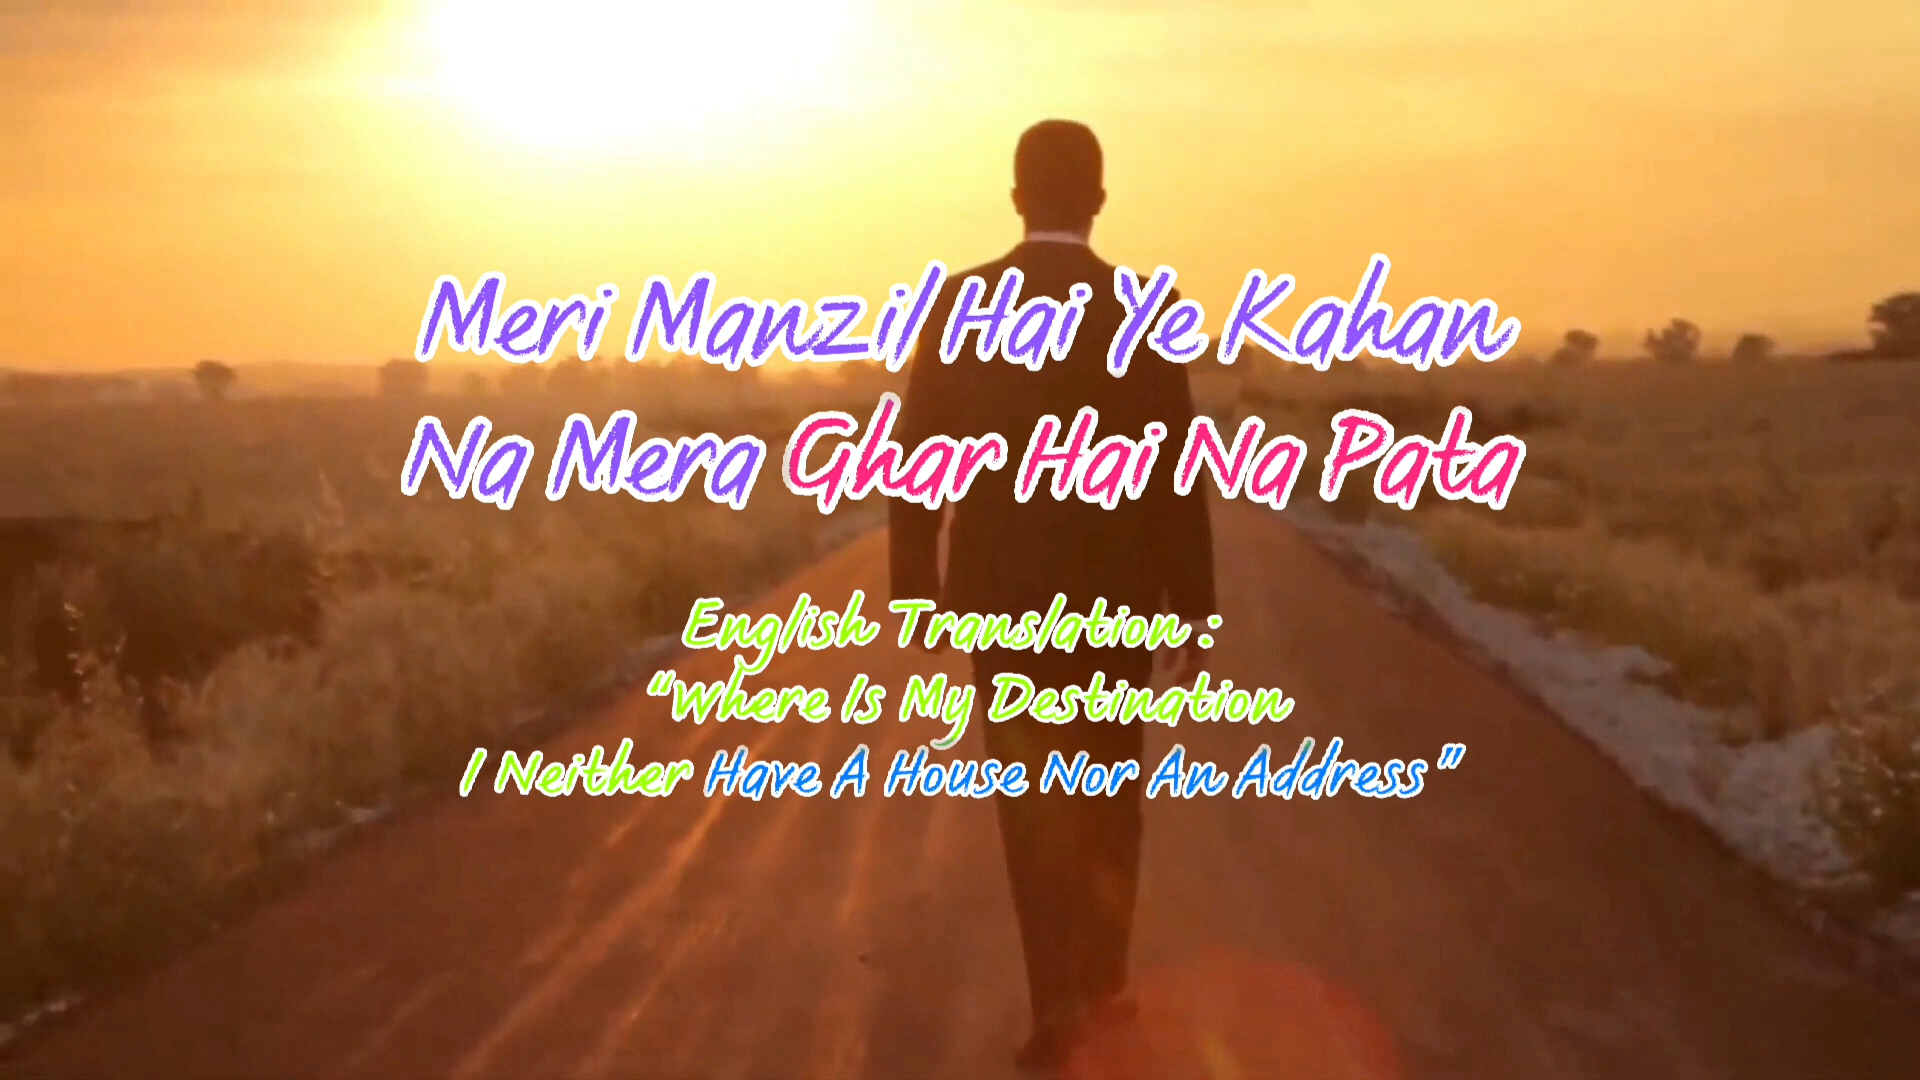 Meri Manzil Hai Ye Kahan
Na Mera Ghar Hai Na Pata
English Translation :
“Where Is My Destination
I Neither Have A House Nor An Address”